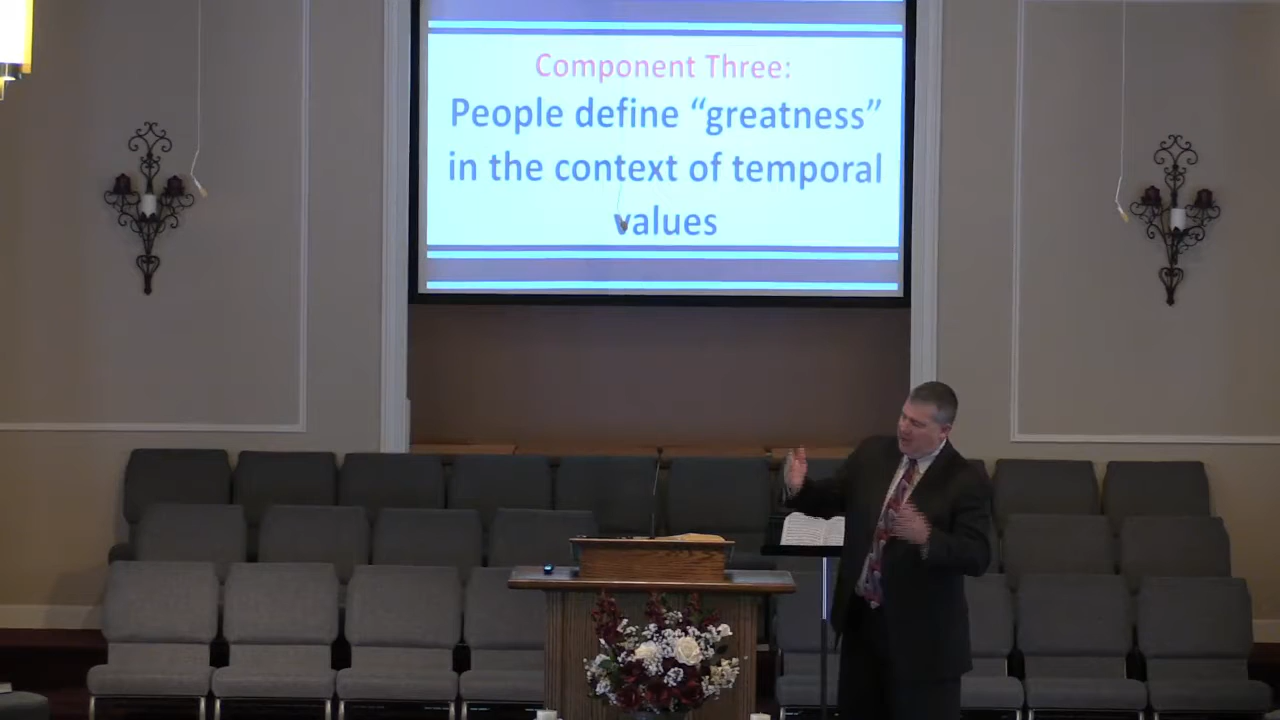 Component Three:
People define “greatness”
in the context of temporal
values